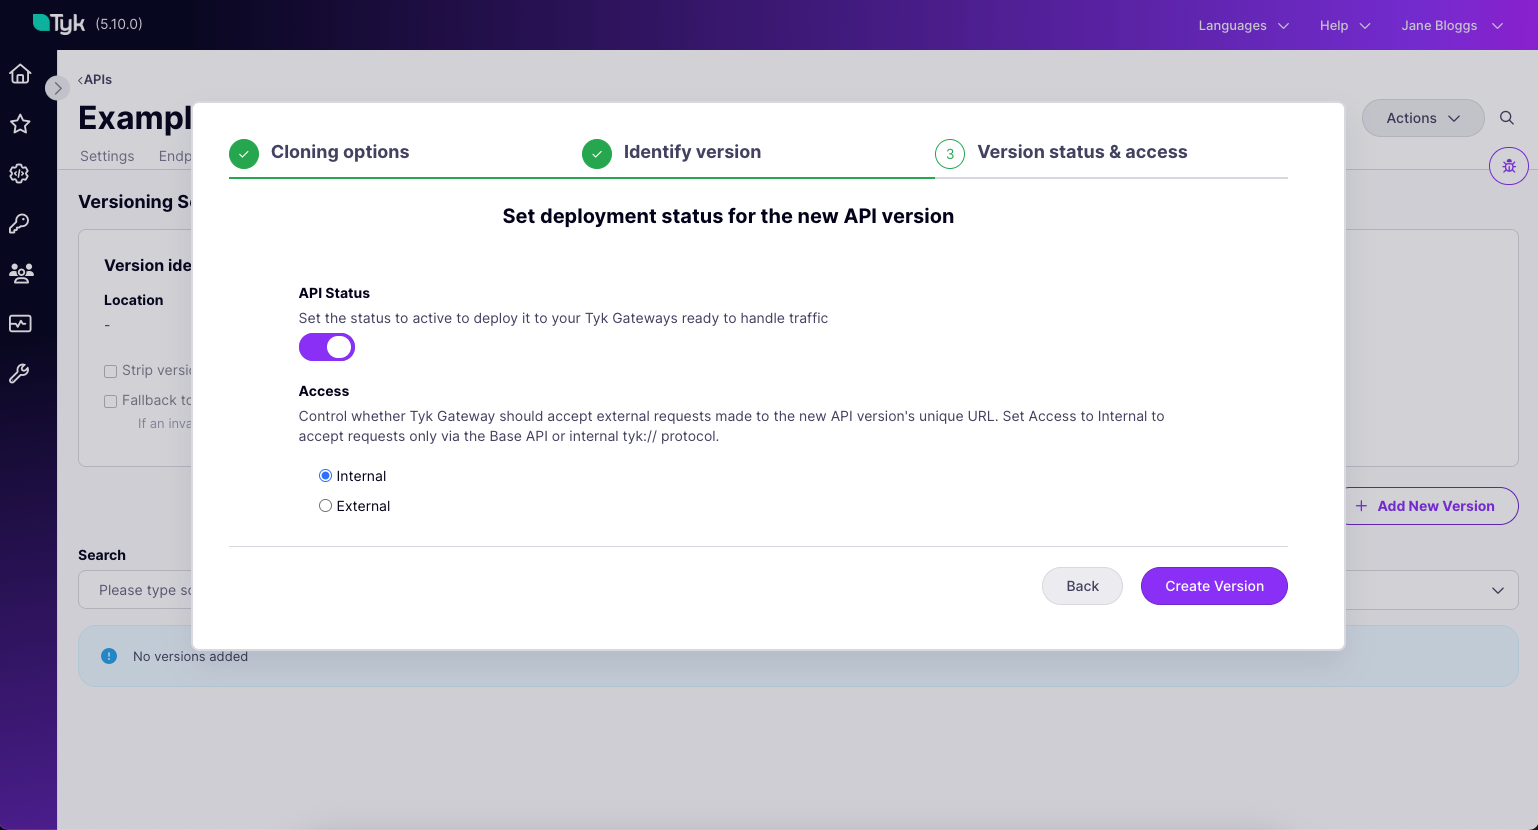 Tyk (5.10.0)
Languages
Help
Jane Bloggs
APIs
Settings
Actions
Cloning options
Identify version
3 Version status & access
Set deployment status for the new API version
API Status
Set the status to active to deploy it to your Tyk Gateways ready to handle traffic
Access
Control whether Tyk Gateway should accept external requests made to the new API version's unique URL. Set Access to Internal to
accept requests only via the Base API or internal tyk:// protocol.
Internal
External
Back
Create Version
Versioning
Version
Location
-
Strip
Fallback to
If an
+ Add New Version
Search
Please type
No versions added